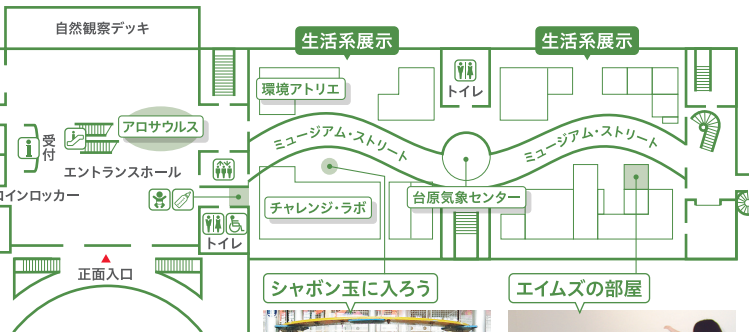 自然観察デッキ
生活系展示
生活系展示
トイレ
環境アトリエ
アロサウルス
受付
ミュージアム・ストリート
ミュージアム・ストリート
エントランスホール
コインロッカー
チャレンジ・ラボ
台原気象センター
トイレ
正面入口
シャボン玉に入ろう
エイムズの部屋